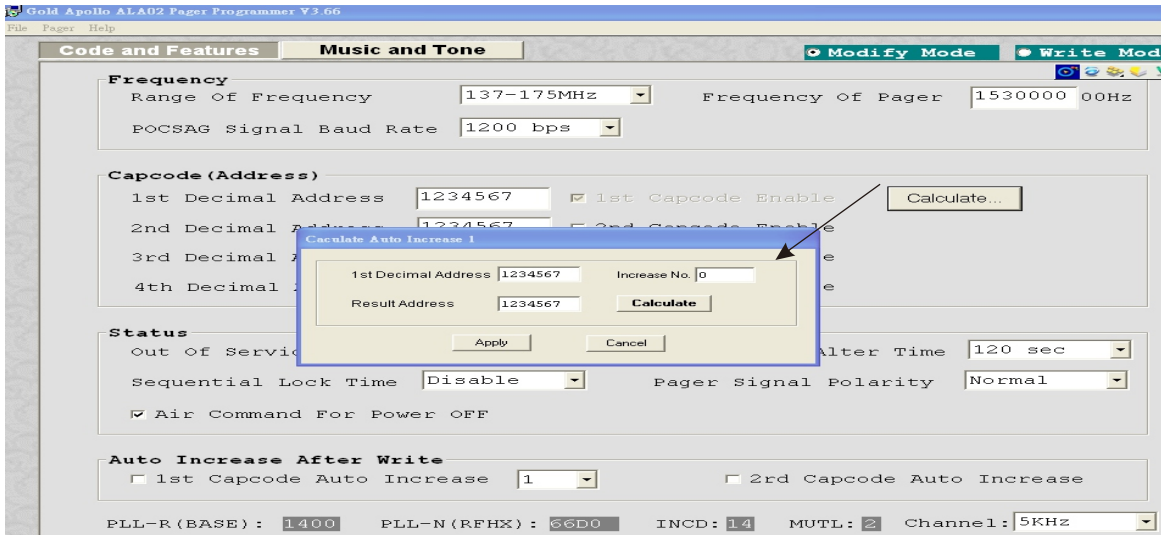 Gold Apollo ALA02 Pager Programmer V3.66
File Pager Help
Code and Features Music and Tone Modify Mode Write Mod
Frequency
Range Of Frequency 137-175MHz Frequency Of Pager 1530000 00Hz
POCSAG Signal Baud Rate 1200 bps
Capcode(Address)
1st Decimal Address 1234567 1st Capcode Enable Calculate...
2nd Decimal Address 1234567 2nd Capcode Enable
Caculate Auto Increase 1
3rd Decimal
1st Decimal Address 1234567 Increase No. 0
4th Decimal
Result Address 1234567 Calculate
Apply Cancel
Status
Out Of Servi Alter Time 120 sec
Sequential Lock Time Disable Pager Signal Polarity Normal
Air Command For Power OFF
Auto Increase After Write
1st Capcode Auto Increase 1 2rd Capcode Auto Increase
PLL-R(BASE): 1400 PLL-N(RFHX): 66D0 INCD: 14 MUTL: 2 Channel: 5KHz